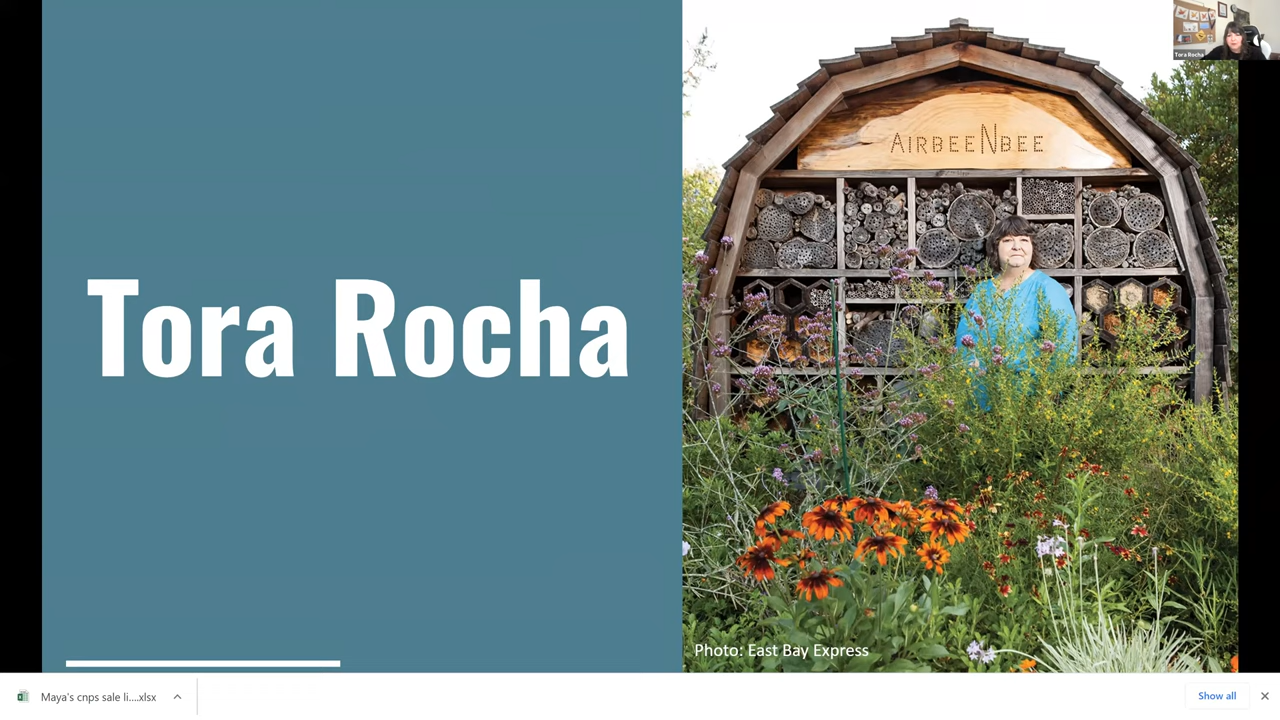 Tora Rocha
AIRBEENBEE
Tora Rocha
Photo: East Bay Express
Maya's cnps sale li....xlsx
Show all